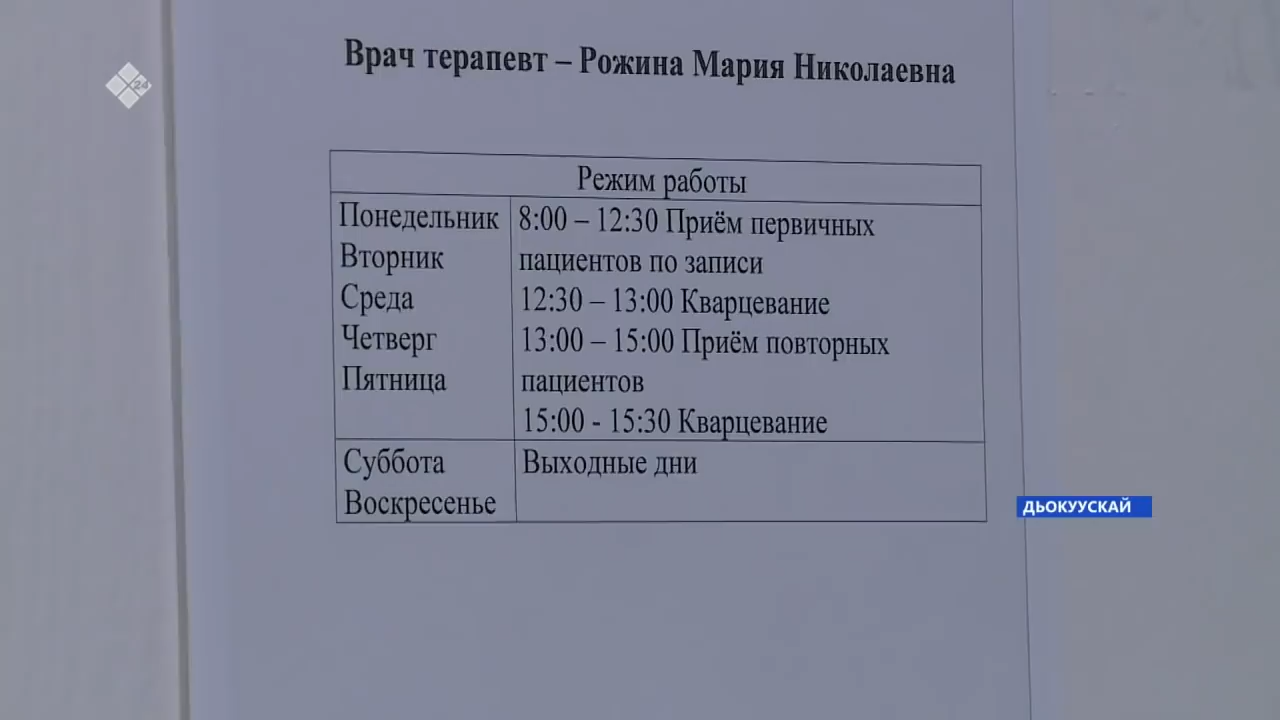 24
Врач терапевт – Рожина Мария Николаевна
Режим работы
Понедельник
Вторник
Среда
Четверг
Пятница
8:00 – 12:30 Приём первичных
пациентов по записи
12:30 – 13:00 Кварцевание
13:00 – 15:00 Приём повторных
пациентов
15:00 - 15:30 Кварцевание
Суббота
Воскресенье
Выходные дни
ДЬОКУУСКАЙ